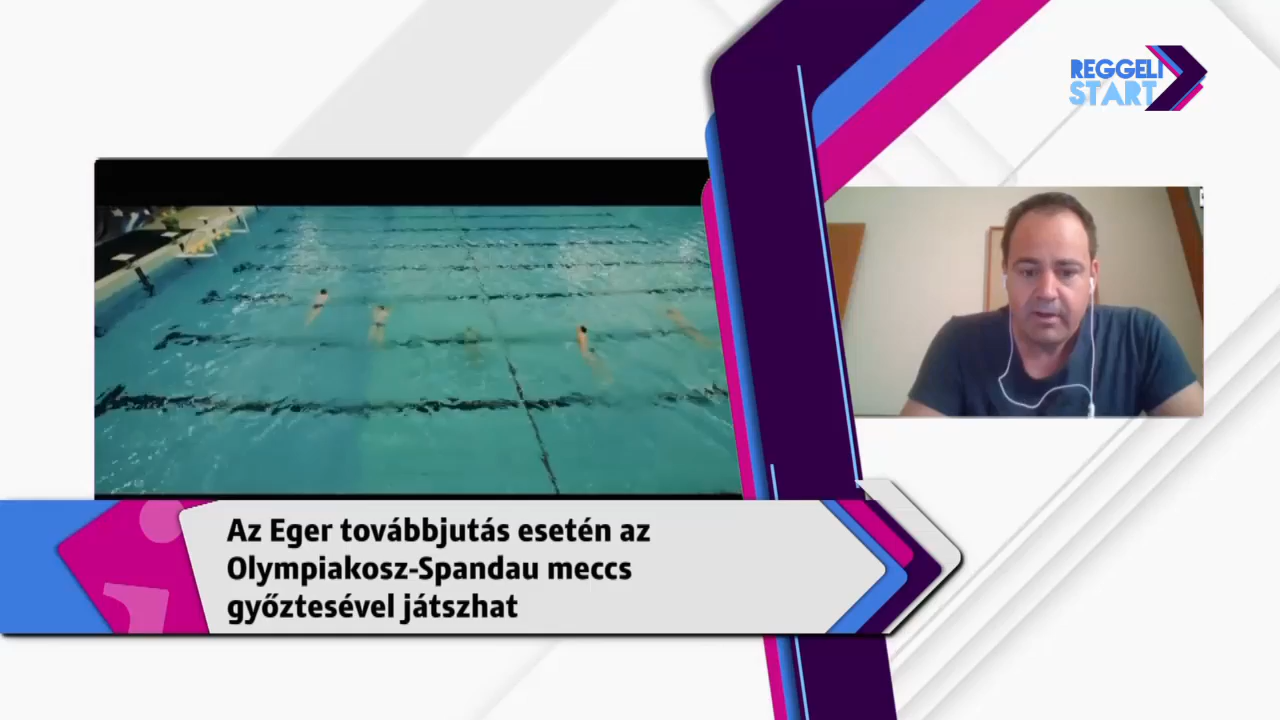 REGGELI
START
Az Eger továbbjutás esetén az
Olympiakosz-Spandau meccs
győztesével játszhat